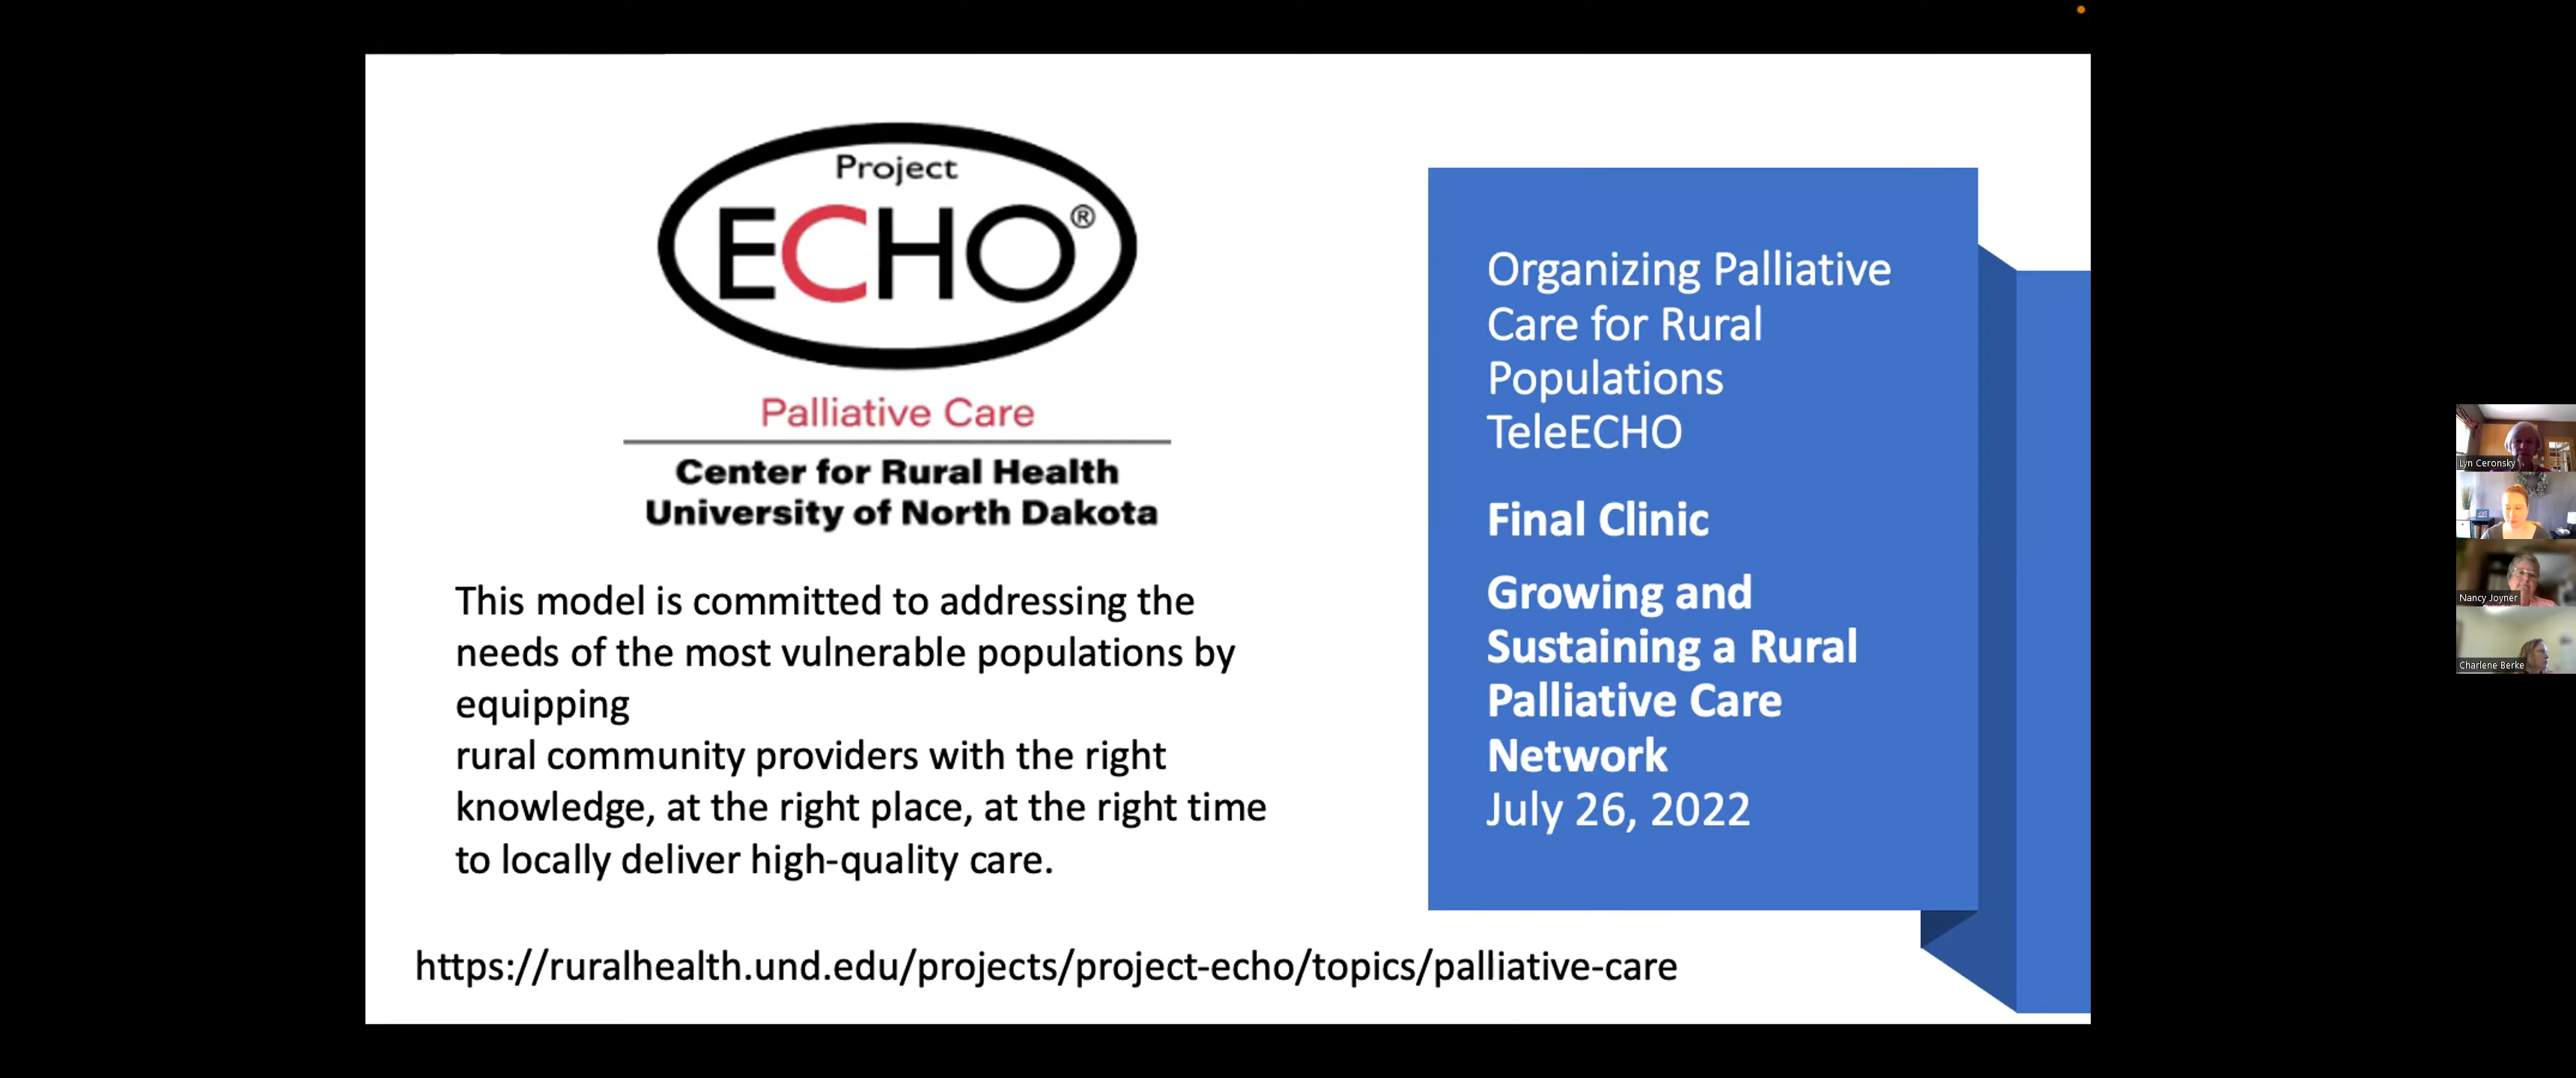 Project
ECHO®
Palliative Care
Center for Rural Health
University of North Dakota
This model is committed to addressing the
needs of the most vulnerable populations by
equipping
rural community providers with the right
knowledge, at the right place, at the right time
to locally deliver high-quality care.
https://ruralhealth.und.edu/projects/project-echo/topics/palliative-care
Organizing Palliative
Care for Rural
Populations
TeleECHO
Final Clinic
Growing and
Sustaining a Rural
Palliative Care
Network
July 26, 2022
Lyn Ceronsky
Nancy Joyner
Charlene Berke